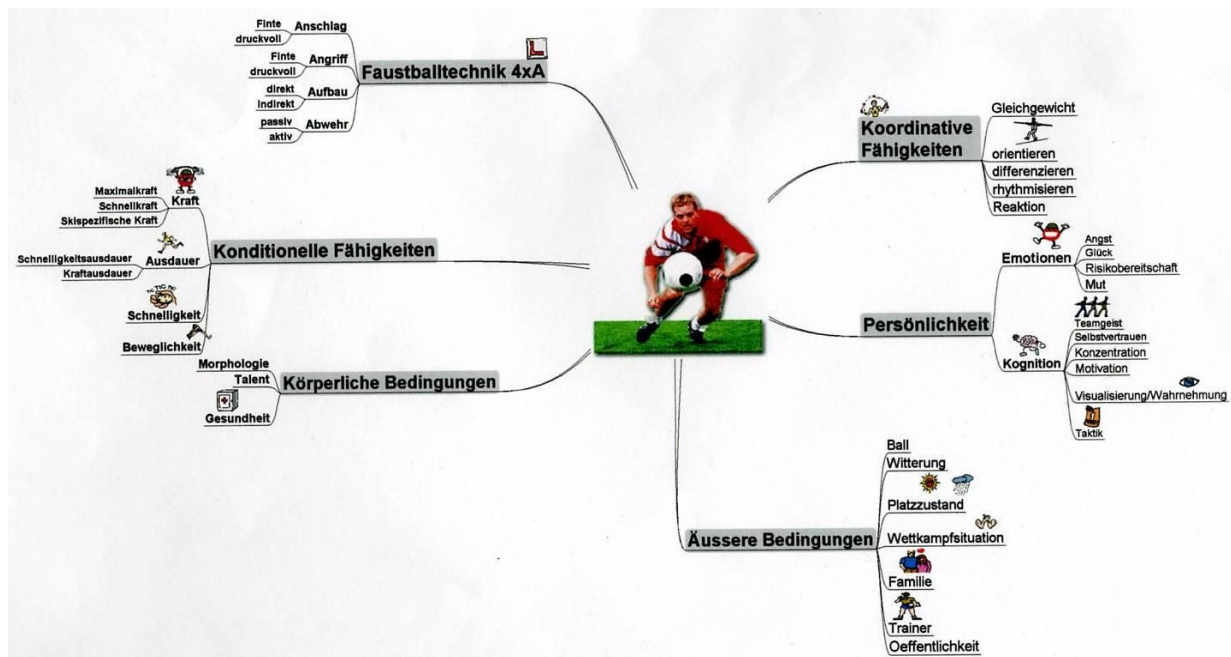 Faustballtechnik 4xA
Anschlag
Finte
druckvoll
Angriff
Finte
druckvoll
Aufbau
direkt
indirekt
Abwehr
passiv
aktiv
Konditionelle Fähigkeiten
Kraft
Maximalkraft
Schnellkraft
Skispezifische Kraft
Ausdauer
Schnelligkeitsausdauer
Kraftausdauer
Schnelligkeit
Beweglichkeit
Körperliche Bedingungen
Morphologie
Talent
Gesundheit
Koordinative
Fähigkeiten
Gleichgewicht
orientieren
differenzieren
rhythmisieren
Reaktion
Persönlichkeit
Emotionen
Angst
Glück
Risikobereitschaft
Mut
Kognition
Teamgeist
Selbstvertrauen
Konzentration
Motivation
Visualisierung/Wahrnehmung
Taktik
Äussere Bedingungen
Ball
Witterung
Platzzustand
Wettkampfsituation
Familie
Trainer
Oeffentlichkeit